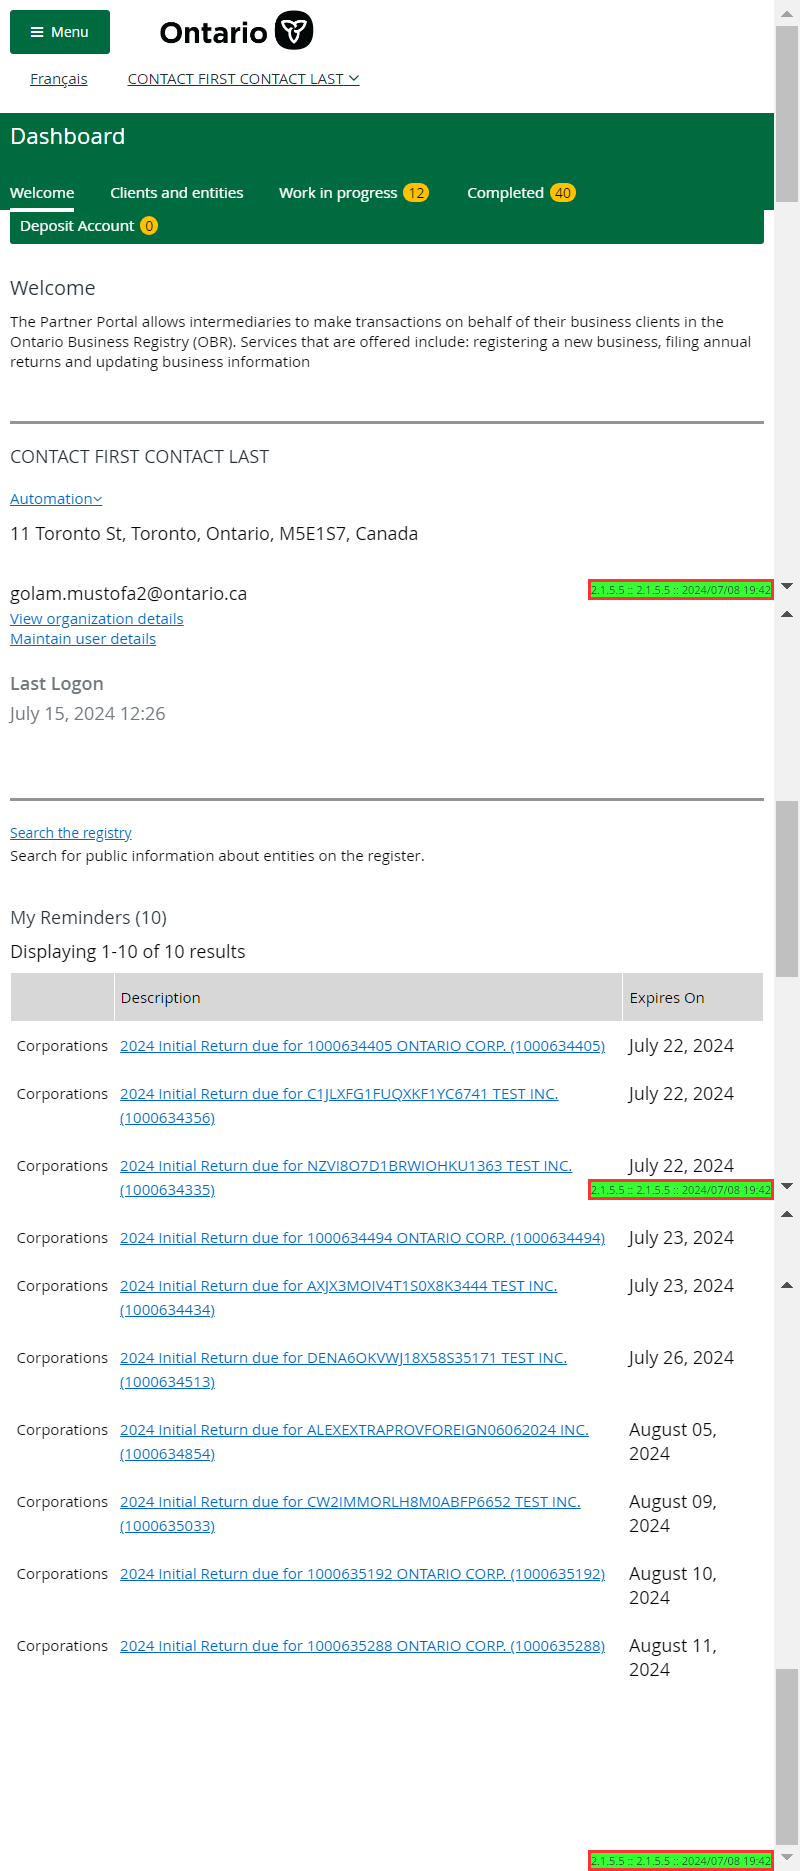 Menu
Ontario
Français
CONTACT FIRST CONTACT LAST
Dashboard
Welcome
Clients and entities
Work in progress 12
Completed 40
Deposit Account 0
Welcome
The Partner Portal allows intermediaries to make transactions on behalf of their business clients in the
Ontario Business Registry (OBR). Services that are offered include: registering a new business, filing annual
returns and updating business information
CONTACT FIRST CONTACT LAST
Automation
11 Toronto St, Toronto, Ontario, M5E1S7, Canada
golam.mustofa2@ontario.ca
2.1.5.5 :: 2.1.5.5 :: 2024/07/08 19:42
View organization details
Maintain user details
Last Logon
July 15, 2024 12:26
Search the registry
Search for public information about entities on the register.
My Reminders (10)
Displaying 1-10 of 10 results
Description Expires On
Corporations 2024 Initial Return due for 1000634405 ONTARIO CORP. (1000634405) July 22, 2024
Corporations 2024 Initial Return due for C1JLXFG1FUQXKF1YC6741 TEST INC. July 22, 2024
(1000634356)
Corporations 2024 Initial Return due for NZVI8O7D1BRWIOHKU1363 TEST INC. July 22, 2024
(1000634335)
2.1.5.5 :: 2.1.5.5 :: 2024/07/08 19:42
Corporations 2024 Initial Return due for 1000634494 ONTARIO CORP. (1000634494) July 23, 2024
Corporations 2024 Initial Return due for AXJX3MOIV4T1S0X8K3444 TEST INC. July 23, 2024
(1000634434)
Corporations 2024 Initial Return due for DENA6OKVWJ18X58S35171 TEST INC. July 26, 2024
(1000634513)
Corporations 2024 Initial Return due for ALEXEXTRAPROVFOREIGN06062024 INC. August 05,
(1000634854) 2024
Corporations 2024 Initial Return due for CW2IMMORLH8M0ABFP6652 TEST INC. August 09,
(1000635033) 2024
Corporations 2024 Initial Return due for 1000635192 ONTARIO CORP. (1000635192) August 10,
2024
Corporations 2024 Initial Return due for 1000635288 ONTARIO CORP. (1000635288) August 11,
2024
2.1.5.5 :: 2.1.5.5 :: 2024/07/08 19:42